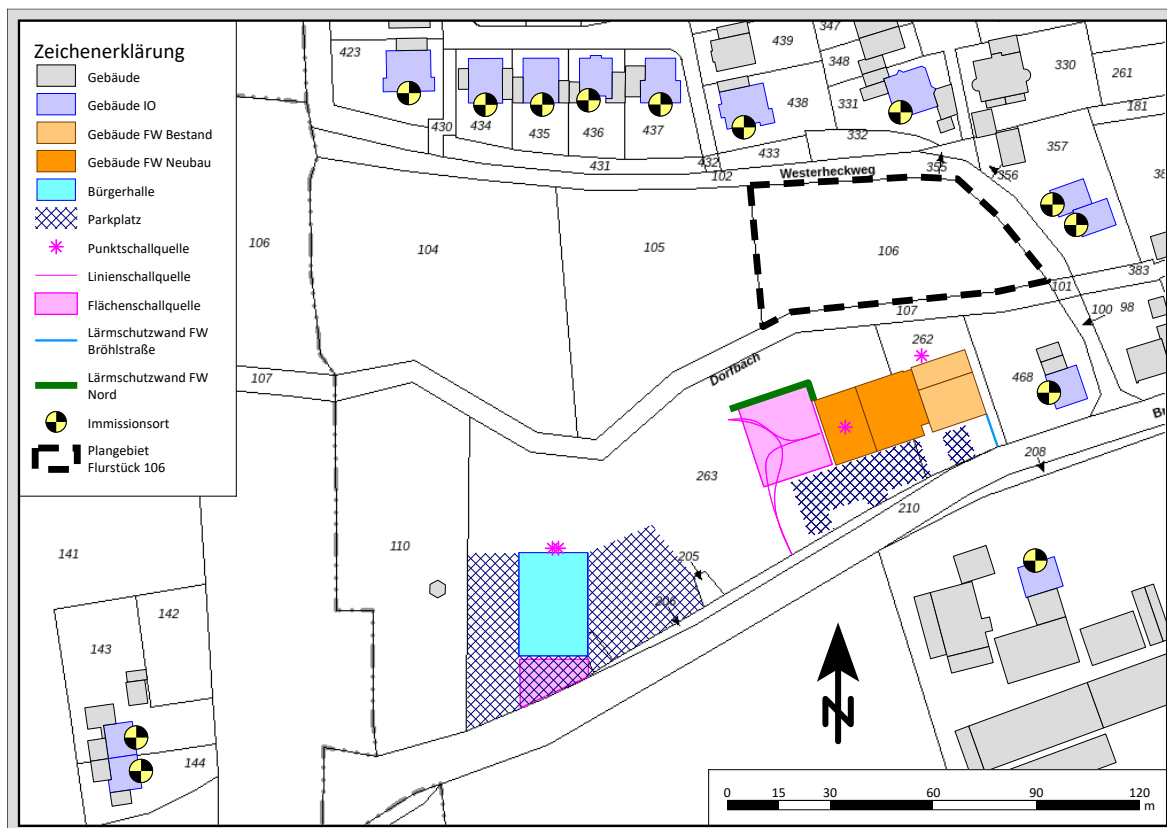 Zeichenerklärung
Gebäude
Gebäude IO
Gebäude FW Bestand
Gebäude FW Neubau
Bürgerhalle
Parkplatz
Punktschallquelle
Linienschallquelle
Flächenschallquelle
Lärmschutzwand FW
Bröhlstraße
Lärmschutzwand FW
Nord
Immissionsort
Plangebiet
Flurstück 106
423
430
434
435
436
437
431
432
102
433
439
438
347
348
331
332
330
261
181
357
355
356
Westerheckweg
106
104
105
106
383
101
107
100
98
262
468
Dorfbach
107
263
208
210
110
205
206
141
142
143
144
N
0 15 30 60 90 120
m